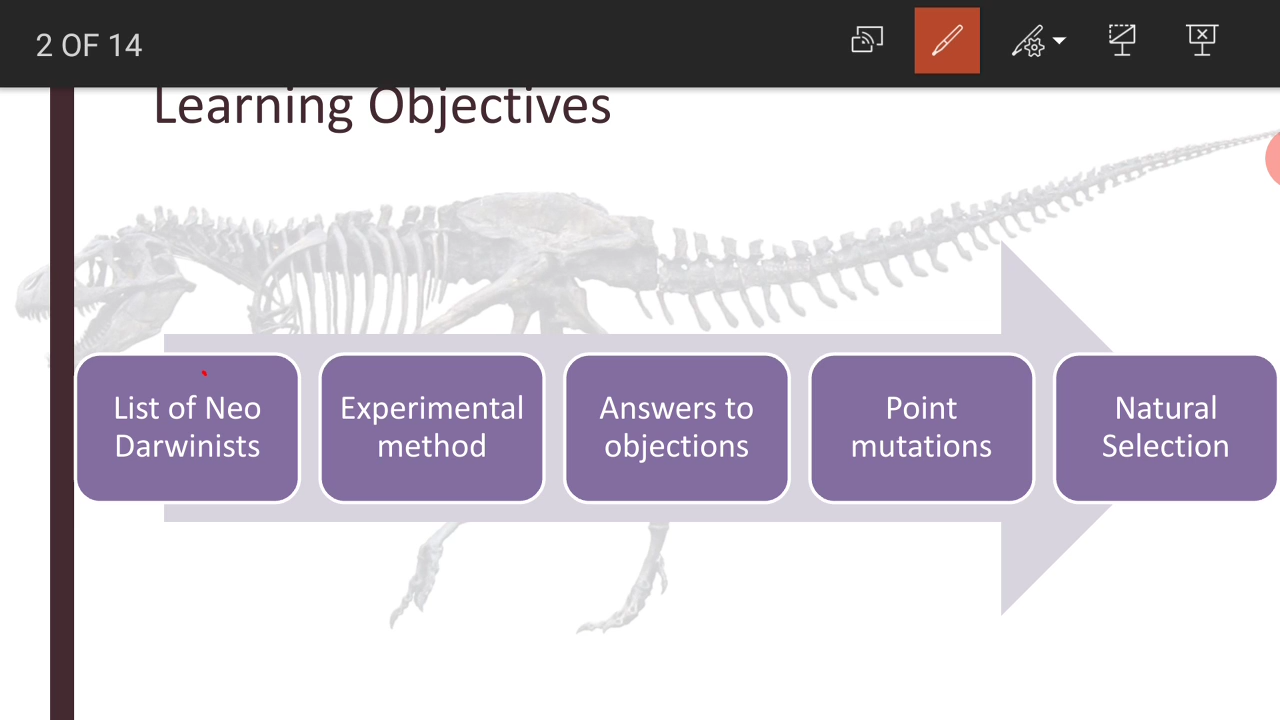 2 OF 14
Learning Objectives
List of Neo
Darwinists
Experimental
method
Answers to
objections
Point
mutations
Natural
Selection